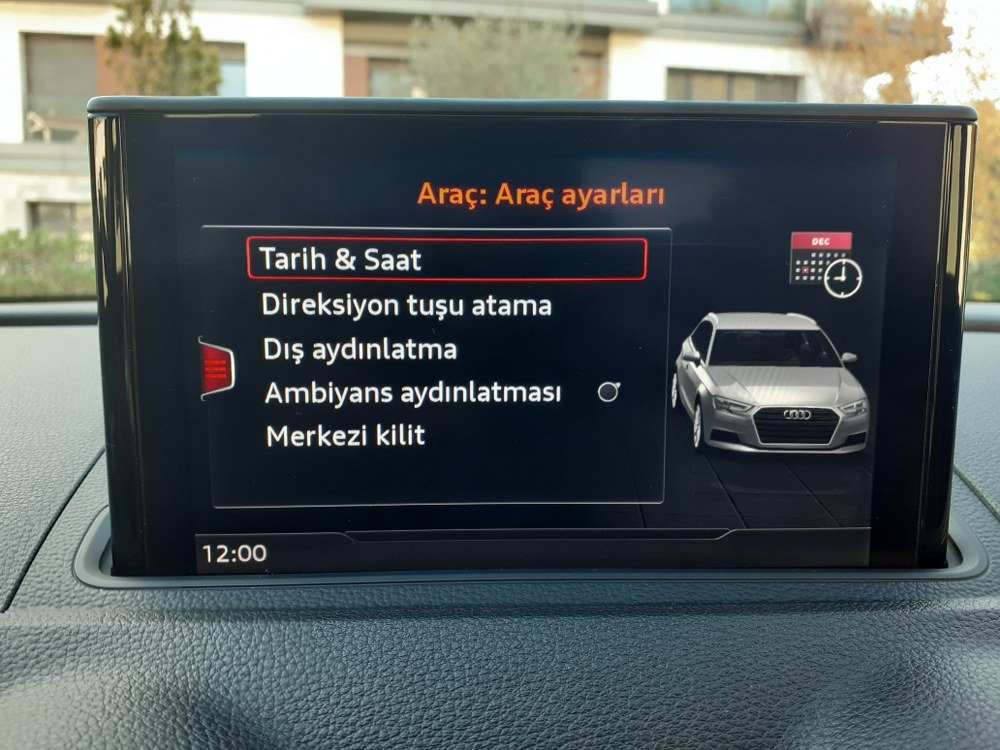 Araç: Araç ayarları
DEC
Tarih & Saat
Direksiyon tuşu atama
Dış aydınlatma
Ambiyans aydınlatması
Merkezi kilit
12:00